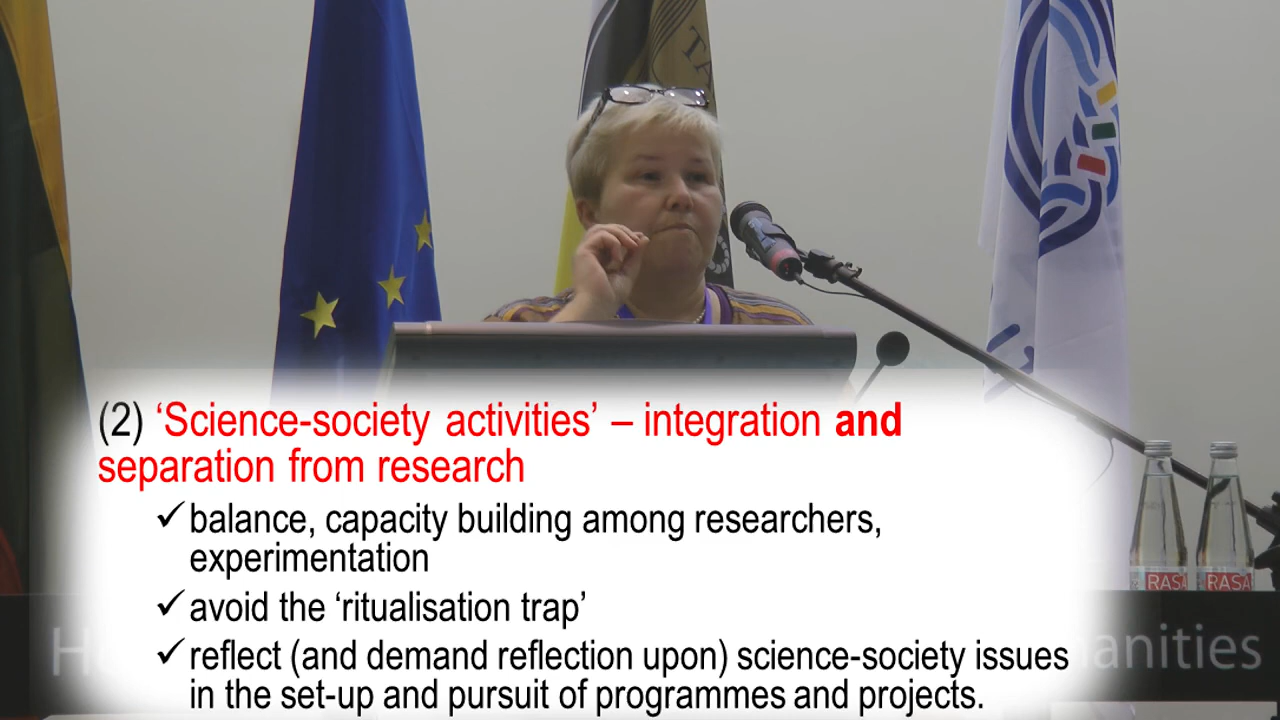 (2) ‘Science-society activities’ – integration and
separation from research
✓ balance, capacity building among researchers,
experimentation
✓ avoid the ‘ritualisation trap’
✓ reflect (and demand reflection upon) science-society issues
in the set-up and pursuit of programmes and projects.
TA
RASA
RASA
H
anities